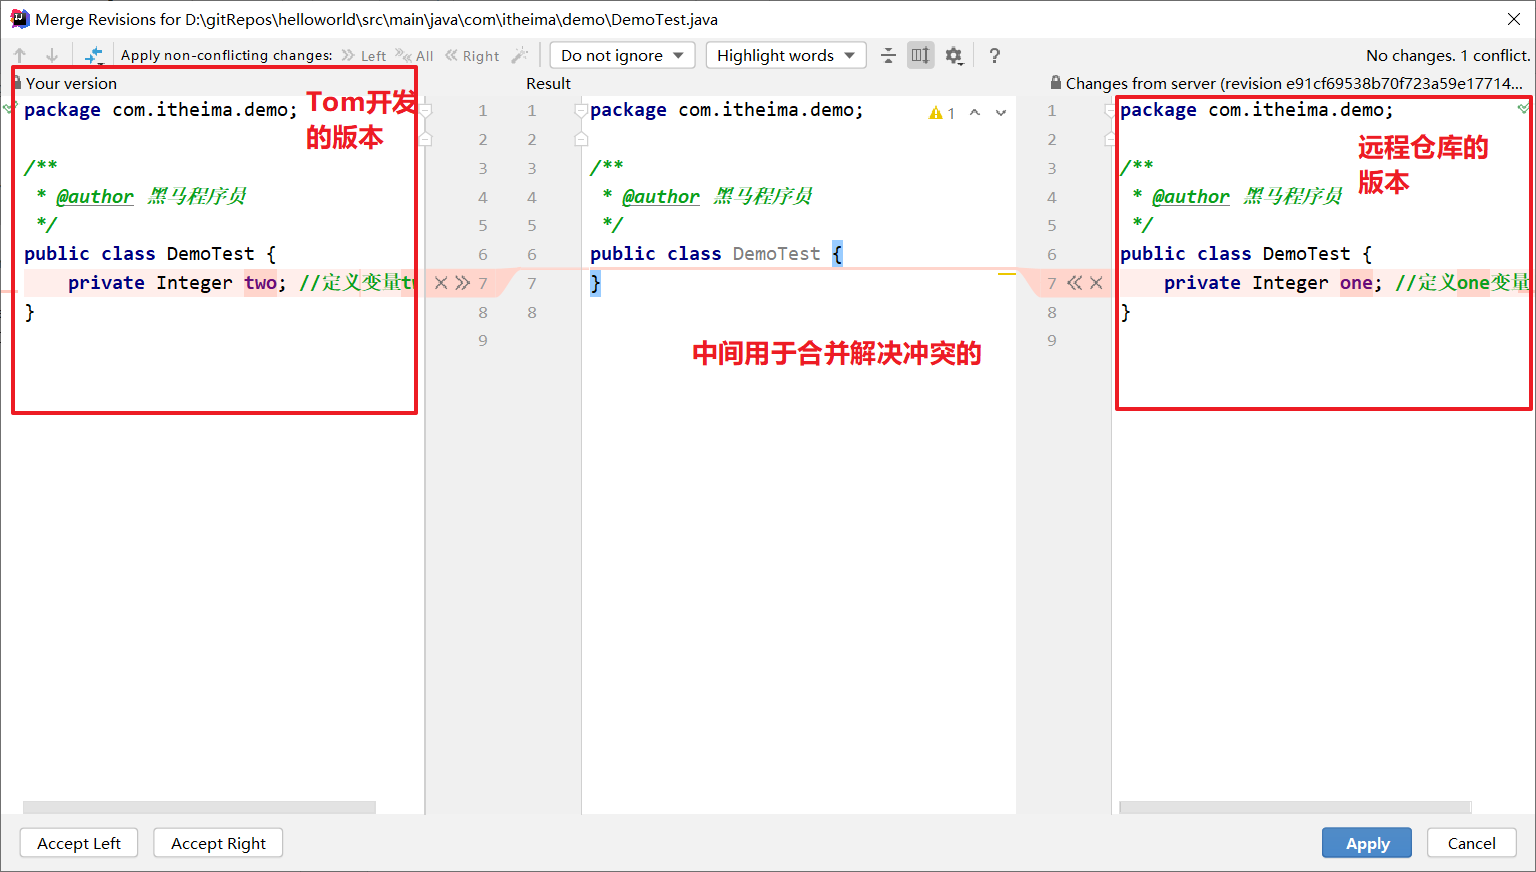 Merge Revisions for D:\gitRepos\helloworld\src\main\java\com\itheima\demo\DemoTest.java
Apply non-conflicting changes: Left All Right Do not ignore Highlight words ? No changes. 1 conflict.
Your version Result Changes from server (revision e91cf69538b70f723a59e17714...
Tom开发
的版本
package com.itheima.demo;
/**
* @author 黑马程序员
*/
public class DemoTest {
private Integer two; //定义变量t
}
1 1
2 2
3 3
4 4
5 5
6 6
7 7
8 8
9
package com.itheima.demo;
1
/**
* @author 黑马程序员
*/
public class DemoTest {
}
中间用于合并解决冲突的
1
2
3
4
5
6
7
8
9
package com.itheima.demo;
远程仓库的
版本
/**
* @author 黑马程序员
*/
public class DemoTest {
private Integer one; //定义one变量
}
Accept Left Accept Right Apply Cancel